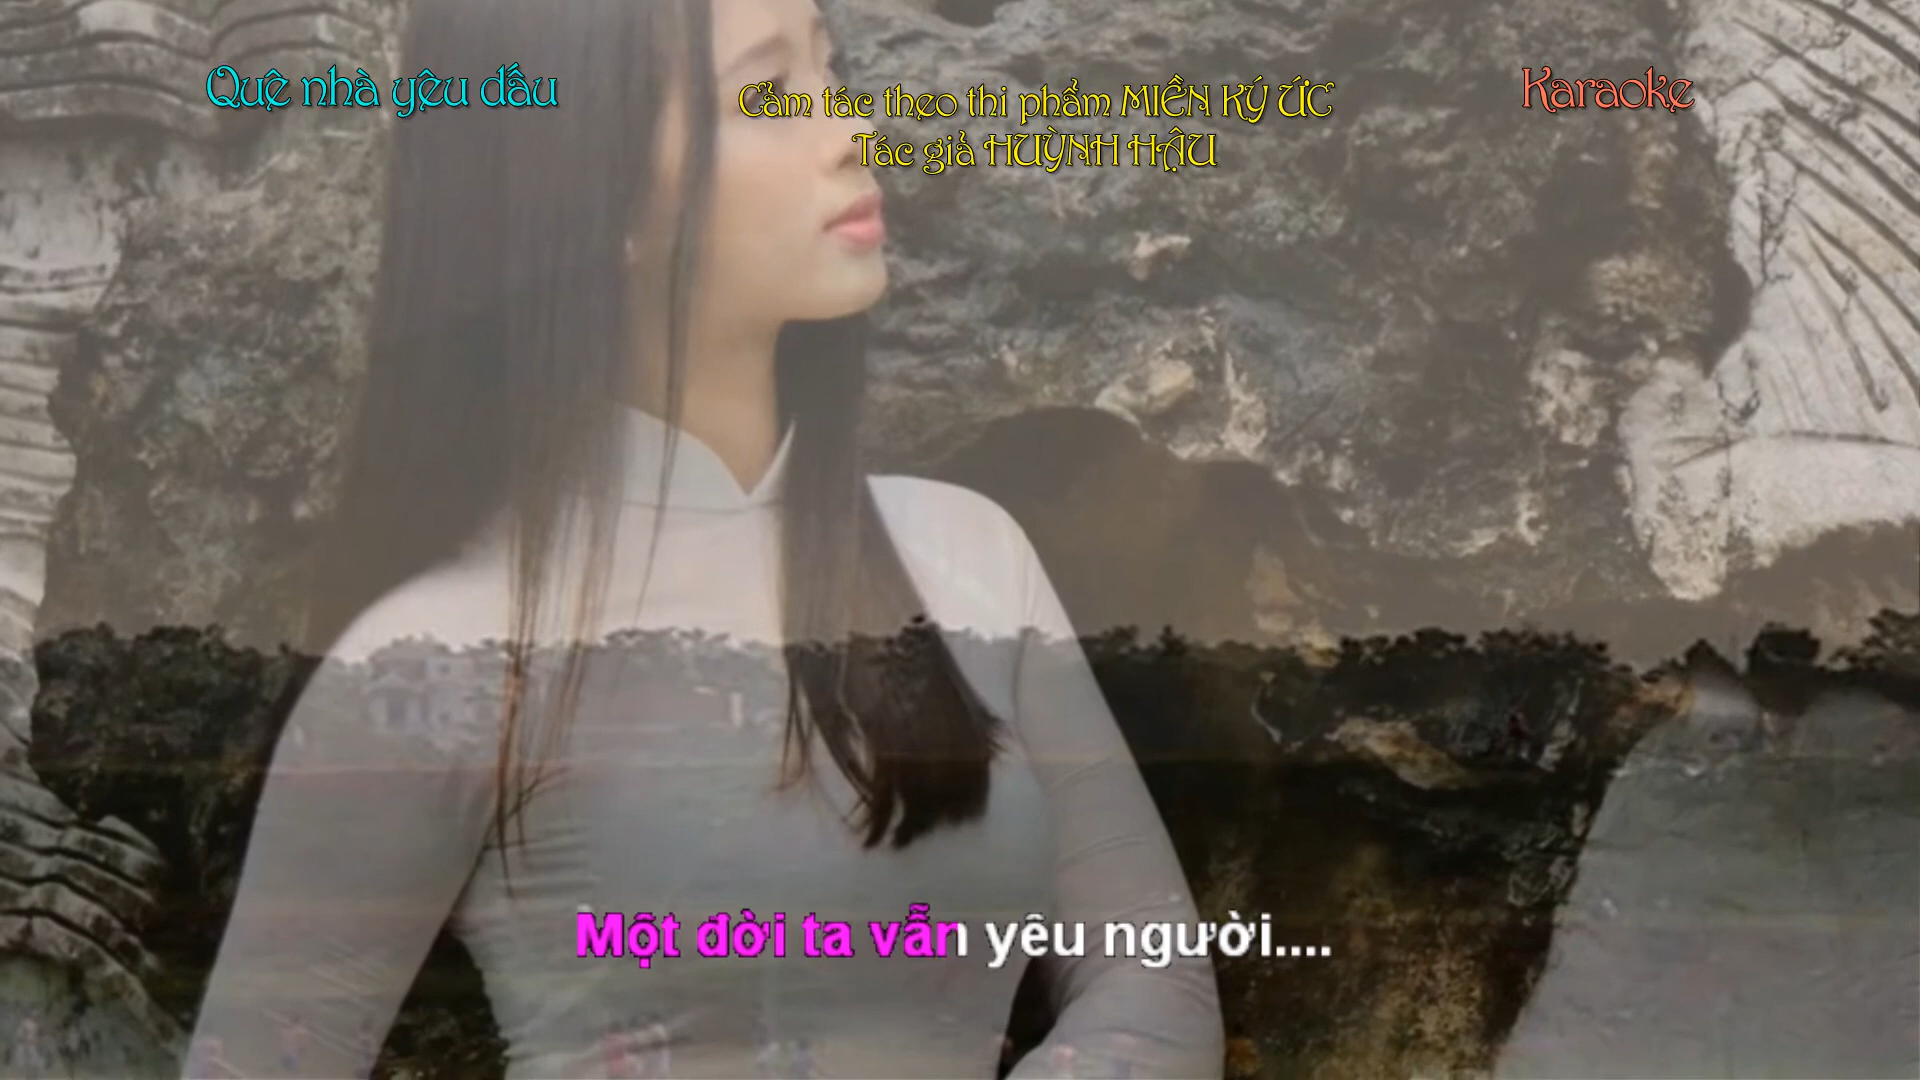 Quê nhà yêu dấu
Cảm tác theo thi phẩm MIỀN KÝ ỨC
Tác giả HUỲNH HẬU
Karaoke
Một đời ta vẫn yêu người....